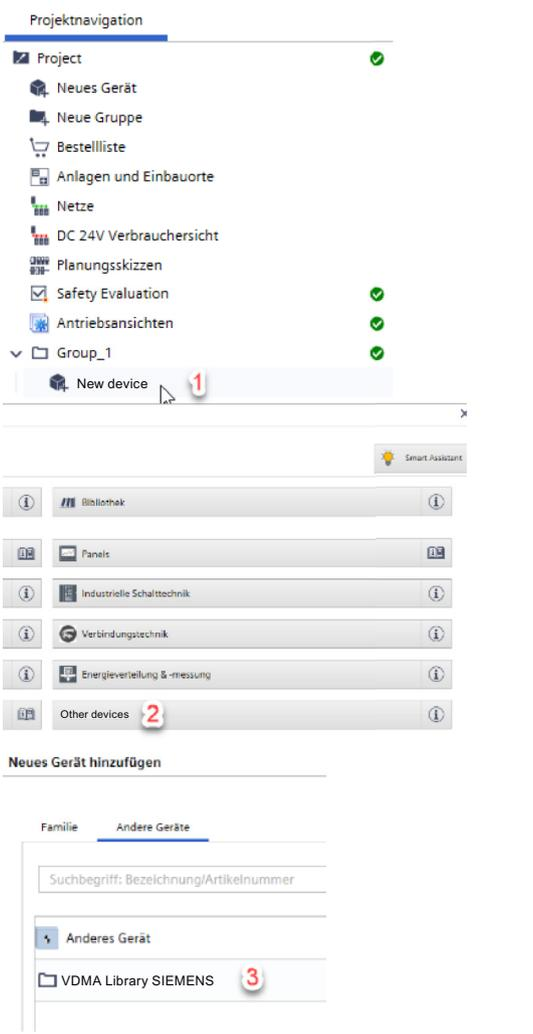 Projektnavigation
Project
Neues Gerät
Neue Gruppe
Bestellliste
Anlagen und Einbauorte
Netze
DC 24V Verbrauchersicht
Planungsskizzen
Safety Evaluation
Antriebsansichten
Group_1
New device 1
Smart Assistant
Bibliothek
Panels
Industrielle Schalttechnik
Verbindungstechnik
Energieverteilung & -messung
Other devices 2
Neues Gerät hinzufügen
Familie Andere Geräte
Suchbegriff: Bezeichnung/Artikelnummer
Anderes Gerät
VDMA Library SIEMENS 3